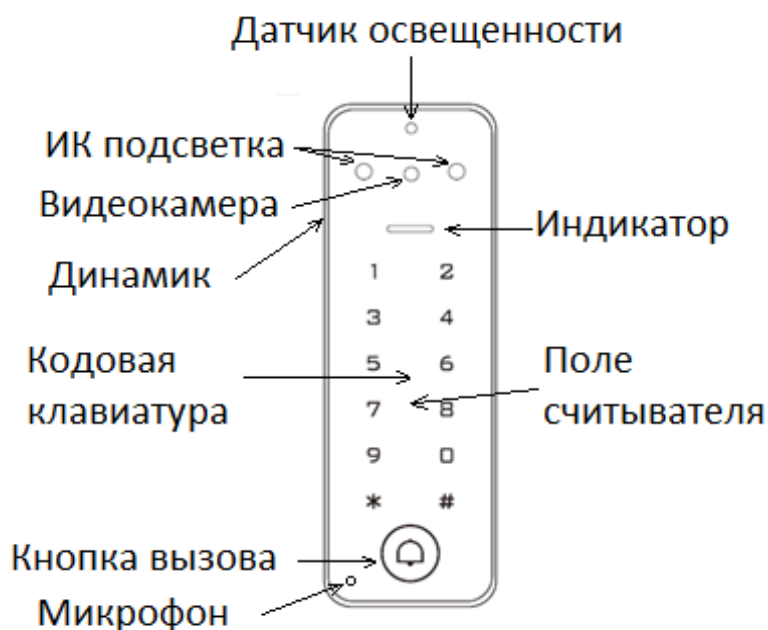 Датчик освещенности
ИК подсветка
Видеокамера
Индикатор
Динамик
1 2
3 4
Кодовая
клавиатура
5 6
Поле
считывателя
7 8
9 0
* #
Кнопка вызова
Микрофон